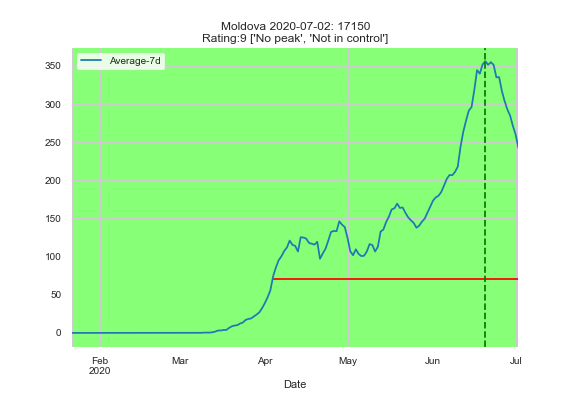 Moldova 2020-07-02: 17150
Rating:9 ['No peak', 'Not in control']
Average-7d
350
300
250
200
150
100
50
0
Feb Mar Apr May Jun Jul
2020
Date